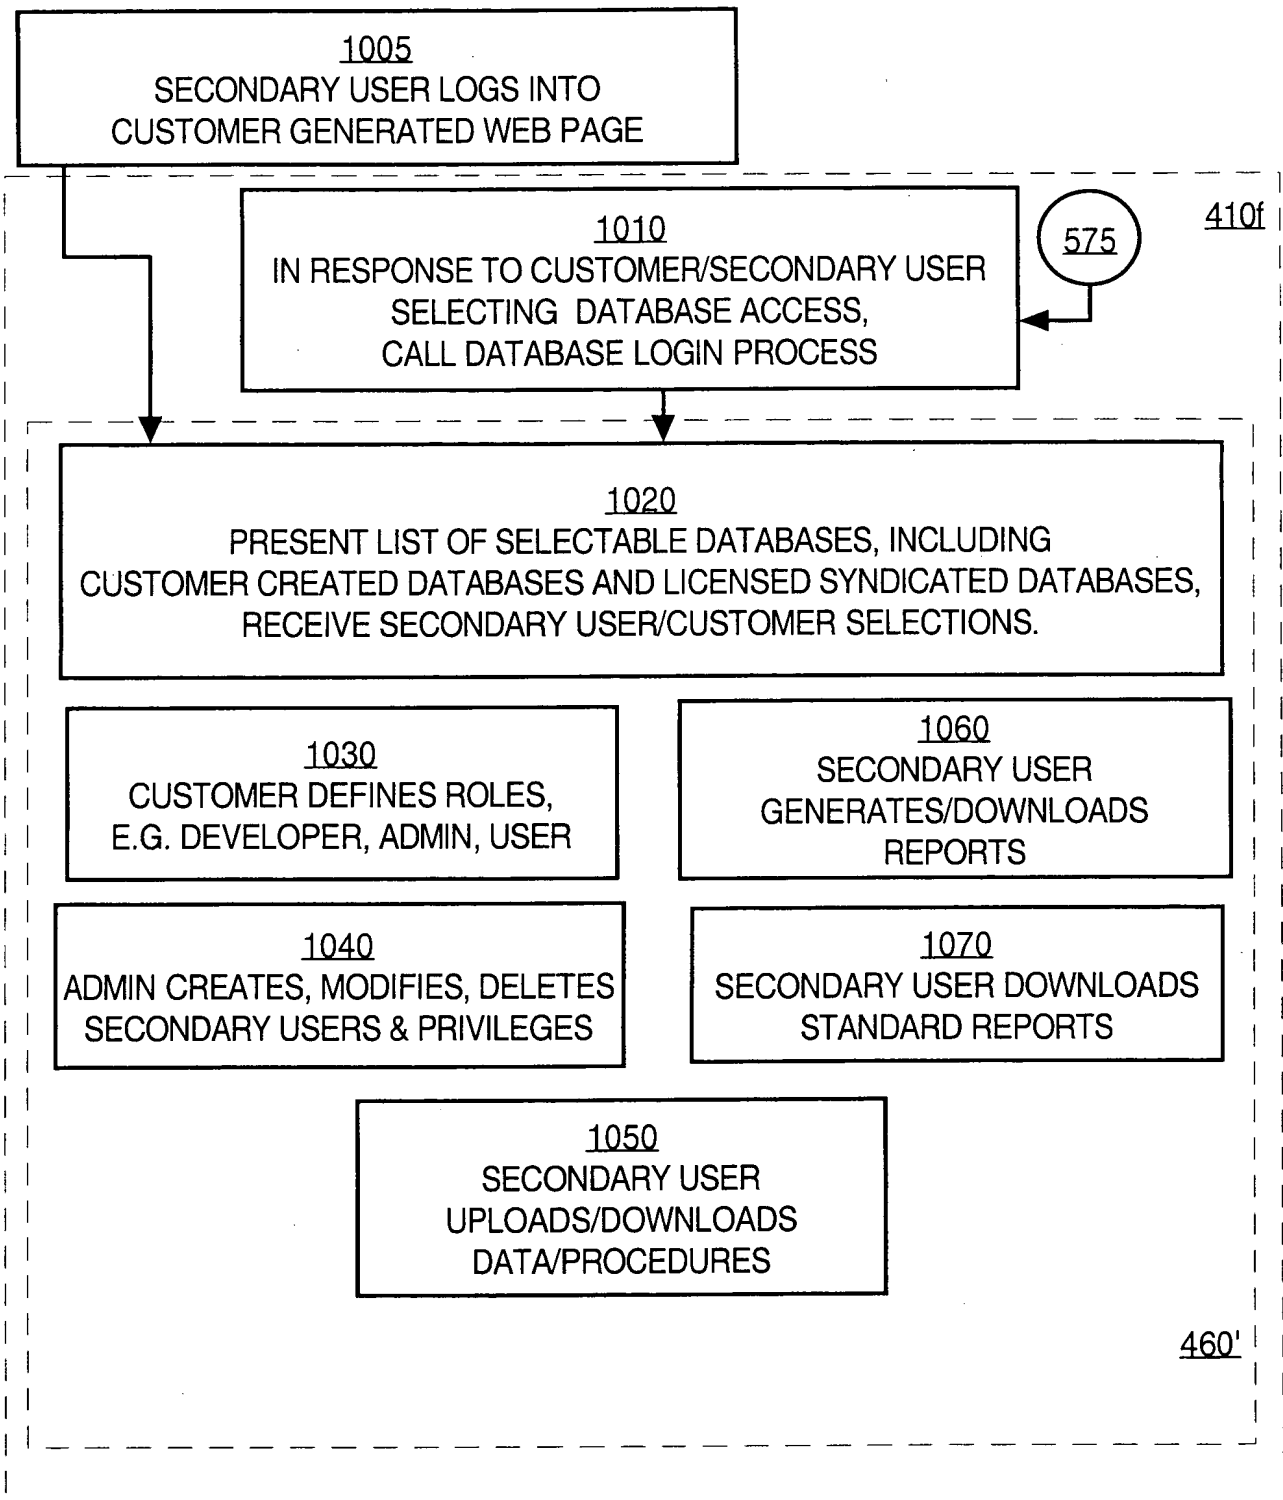 1005
SECONDARY USER LOGS INTO
CUSTOMER GENERATED WEB PAGE
410f
1010
IN RESPONSE TO CUSTOMER/SECONDARY USER
SELECTING DATABASE ACCESS,
CALL DATABASE LOGIN PROCESS
575
1020
PRESENT LIST OF SELECTABLE DATABASES, INCLUDING
CUSTOMER CREATED DATABASES AND LICENSED SYNDICATED DATABASES,
RECEIVE SECONDARY USER/CUSTOMER SELECTIONS.
1030
CUSTOMER DEFINES ROLES,
E.G. DEVELOPER, ADMIN, USER
1060
SECONDARY USER
GENERATES/DOWNLOADS
REPORTS
1040
ADMIN CREATES, MODIFIES, DELETES
SECONDARY USERS & PRIVILEGES
1070
SECONDARY USER DOWNLOADS
STANDARD REPORTS
1050
SECONDARY USER
UPLOADS/DOWNLOADS
DATA/PROCEDURES
460'